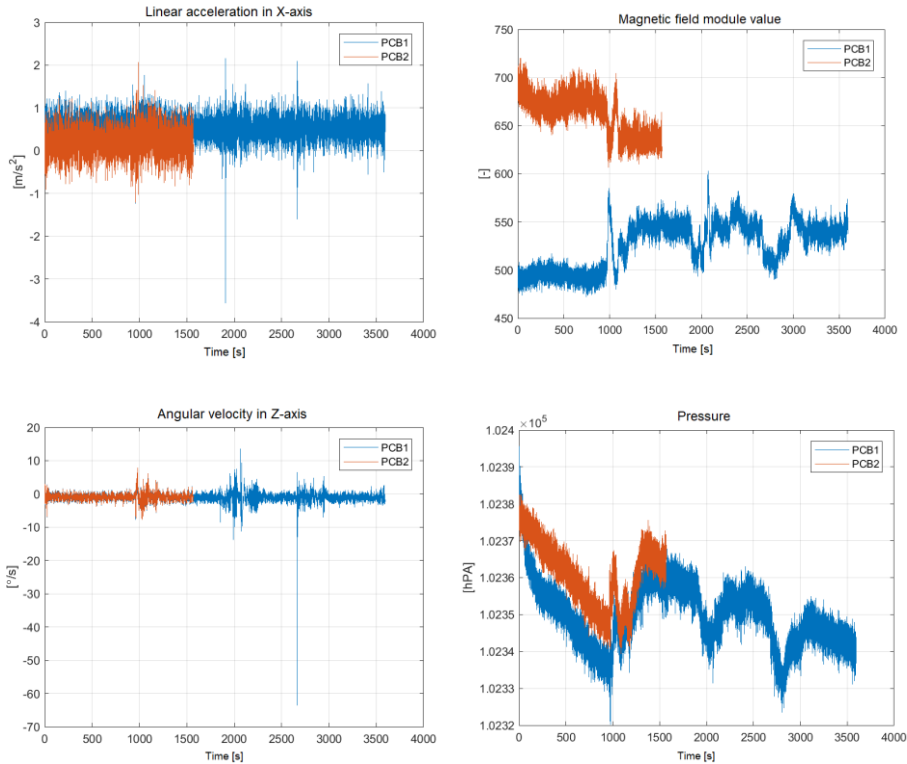 Linear acceleration in X-axis
3
2
1
0
-1
-2
-3
-4
[m/s²]
PCB1
PCB2
0 500 1000 1500 2000 2500 3000 3500 4000
Time [s]
Magnetic field module value
750
700
650
600
550
500
450
[-]
PCB1
PCB2
0 500 1000 1500 2000 2500 3000 3500 4000
Time [s]
Angular velocity in Z-axis
20
10
0
-10
-20
-30
-40
-50
-60
-70
[°/s]
PCB1
PCB2
0 500 1000 1500 2000 2500 3000 3500 4000
Time [s]
Pressure
× 10⁵
1.024
1.0239
1.0238
1.0237
1.0236
1.0235
1.0234
1.0233
1.0232
[hPA]
PCB1
PCB2
0 500 1000 1500 2000 2500 3000 3500 4000
Time [s]